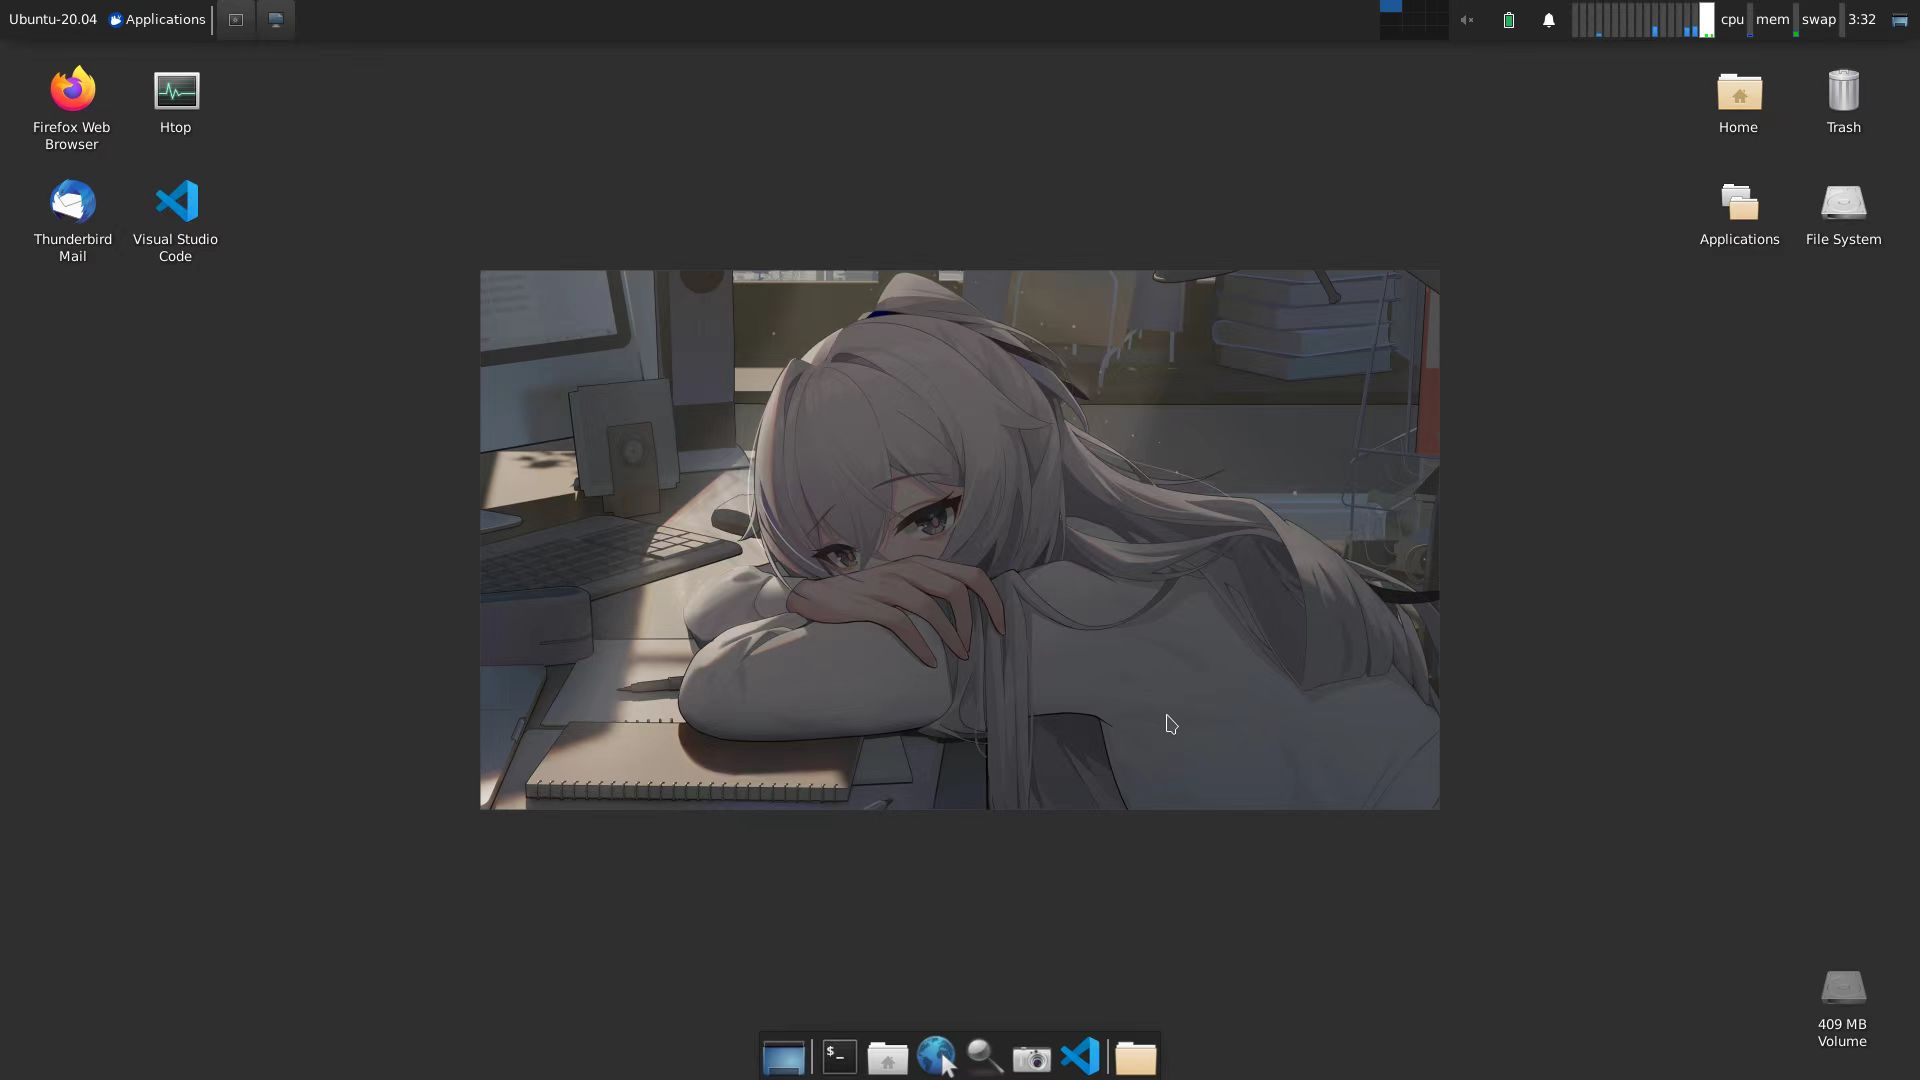 Ubuntu-20.04 Applications cpu mem swap 3:32
Firefox Web
Browser
Htop
Home
Trash
Thunderbird
Mail
Visual Studio
Code
Applications
File System
$_
409 MB
Volume